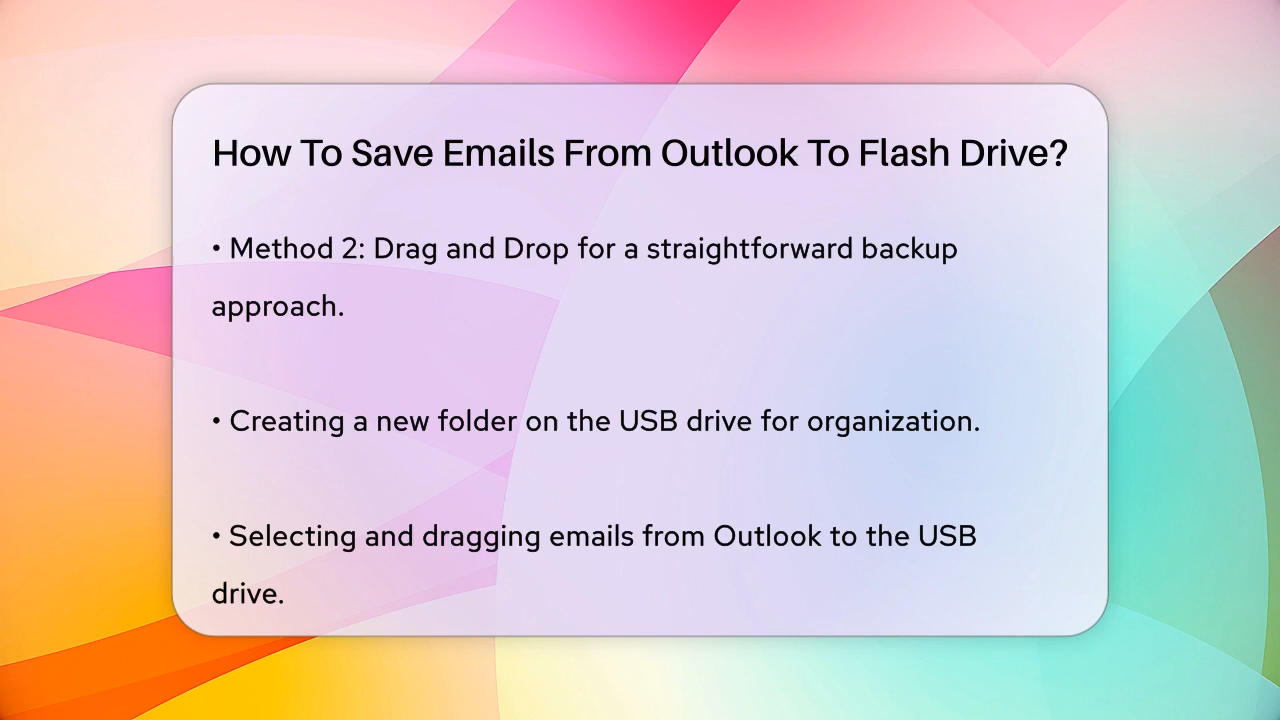 How To Save Emails From Outlook To Flash Drive?
• Method 2: Drag and Drop for a straightforward backup
approach.
• Creating a new folder on the USB drive for organization.
• Selecting and dragging emails from Outlook to the USB
drive.